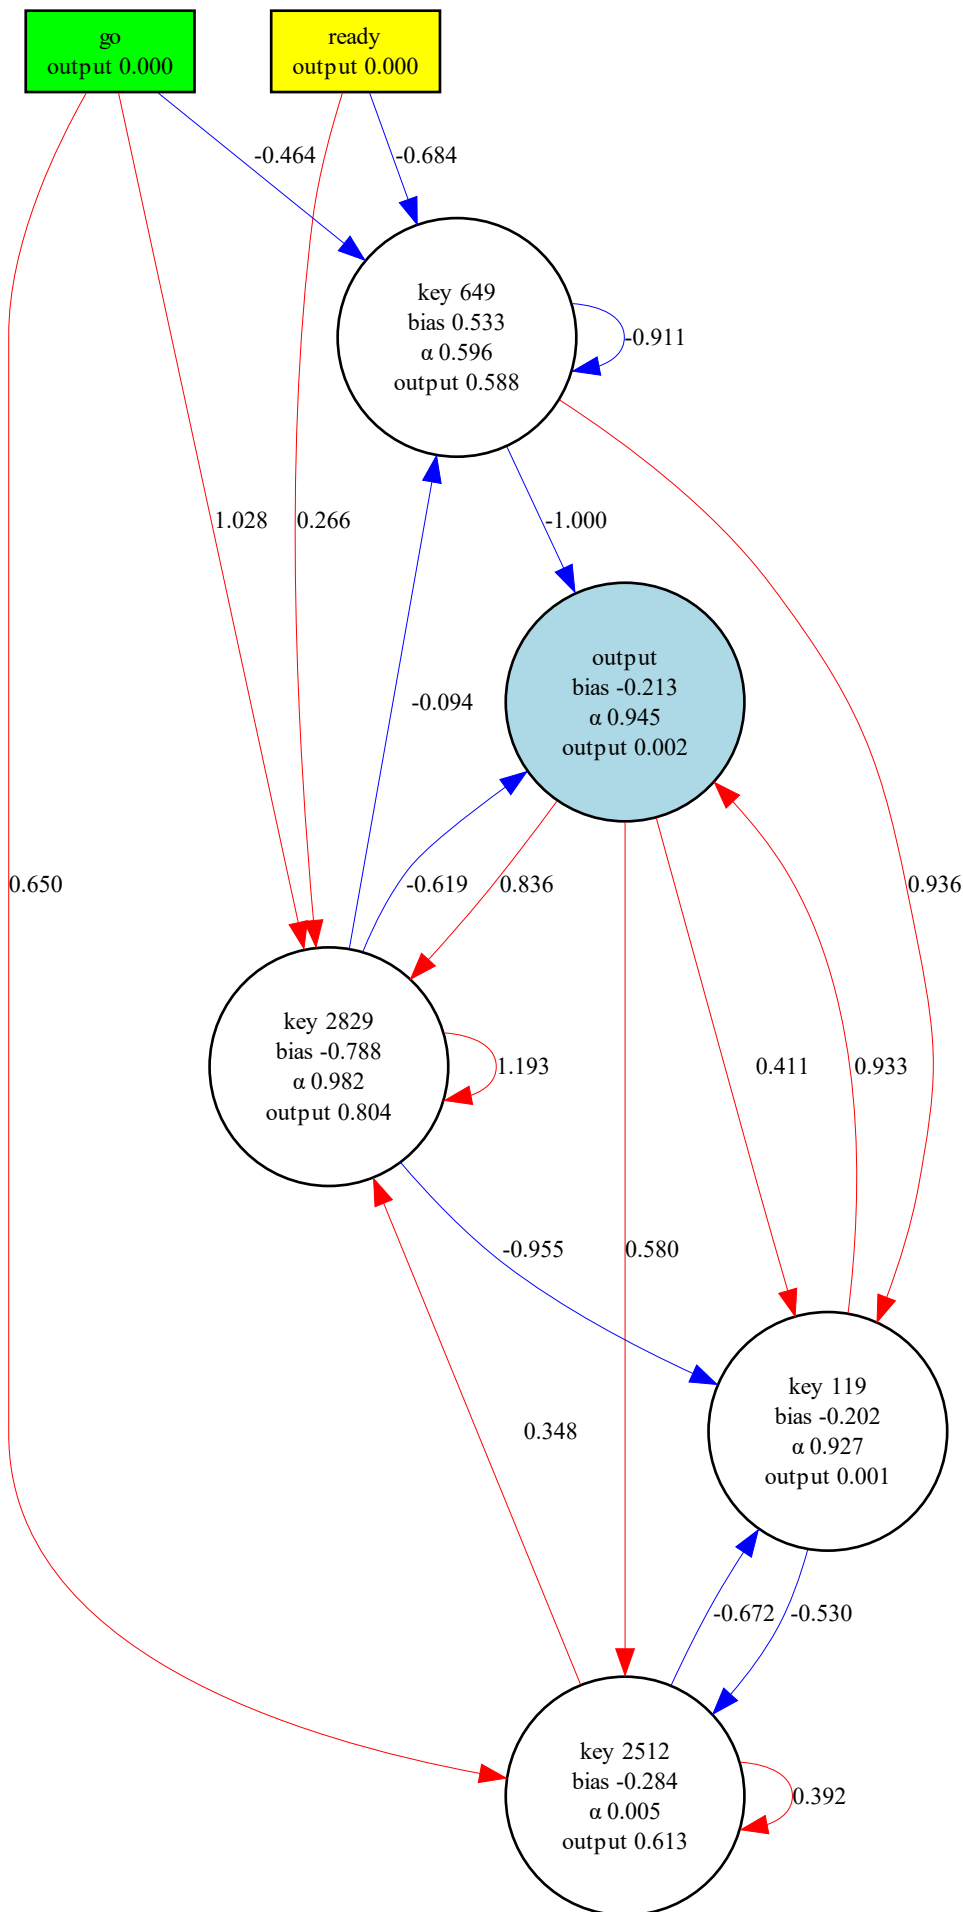 go
output 0.000
ready
output 0.000
-0.464
-0.684
key 649
bias 0.533
α 0.596
output 0.588
-0.911
1.028
0.266
-1.000
output
bias -0.213
α 0.945
output 0.002
-0.094
0.650
-0.619
0.836
0.936
key 2829
bias -0.788
α 0.982
output 0.804
1.193
0.411
0.933
-0.955
0.580
key 119
bias -0.202
α 0.927
output 0.001
0.348
-0.672
-0.530
key 2512
bias -0.284
α 0.005
output 0.613
0.392